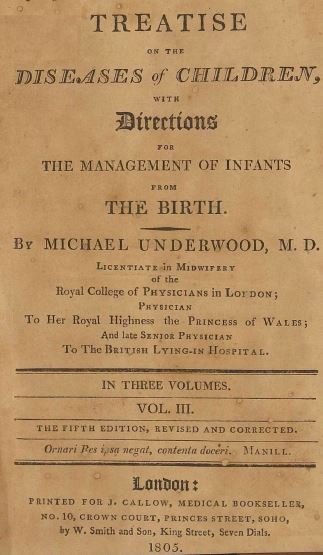 TREATISE
ON THE
DISEASES of CHILDREN,
WITH
Directions
FOR
THE MANAGEMENT OF INFANTS
FROM
THE BIRTH.
By MICHAEL UNDERWOOD, M. D.
Licentiate in Midwifery
of the
Royal College of Physicians in London;
Physician
To Her Royal Highness the Princess of Wales;
And late Senior Physician
To The British Lying-in Hospital.
IN THREE VOLUMES.
VOL. III.
THE FIFTH EDITION, REVISED AND CORRECTED.
Ornari Res ipsa negat, contenta doceri. Manill.
London:
PRINTED FOR J. CALLOW, MEDICAL BOOKSELLER,
NO. 10, CROWN COURT, PRINCES STREET, SOHO,
by W. Smith and Son, King Street, Seven Dials.
1805.